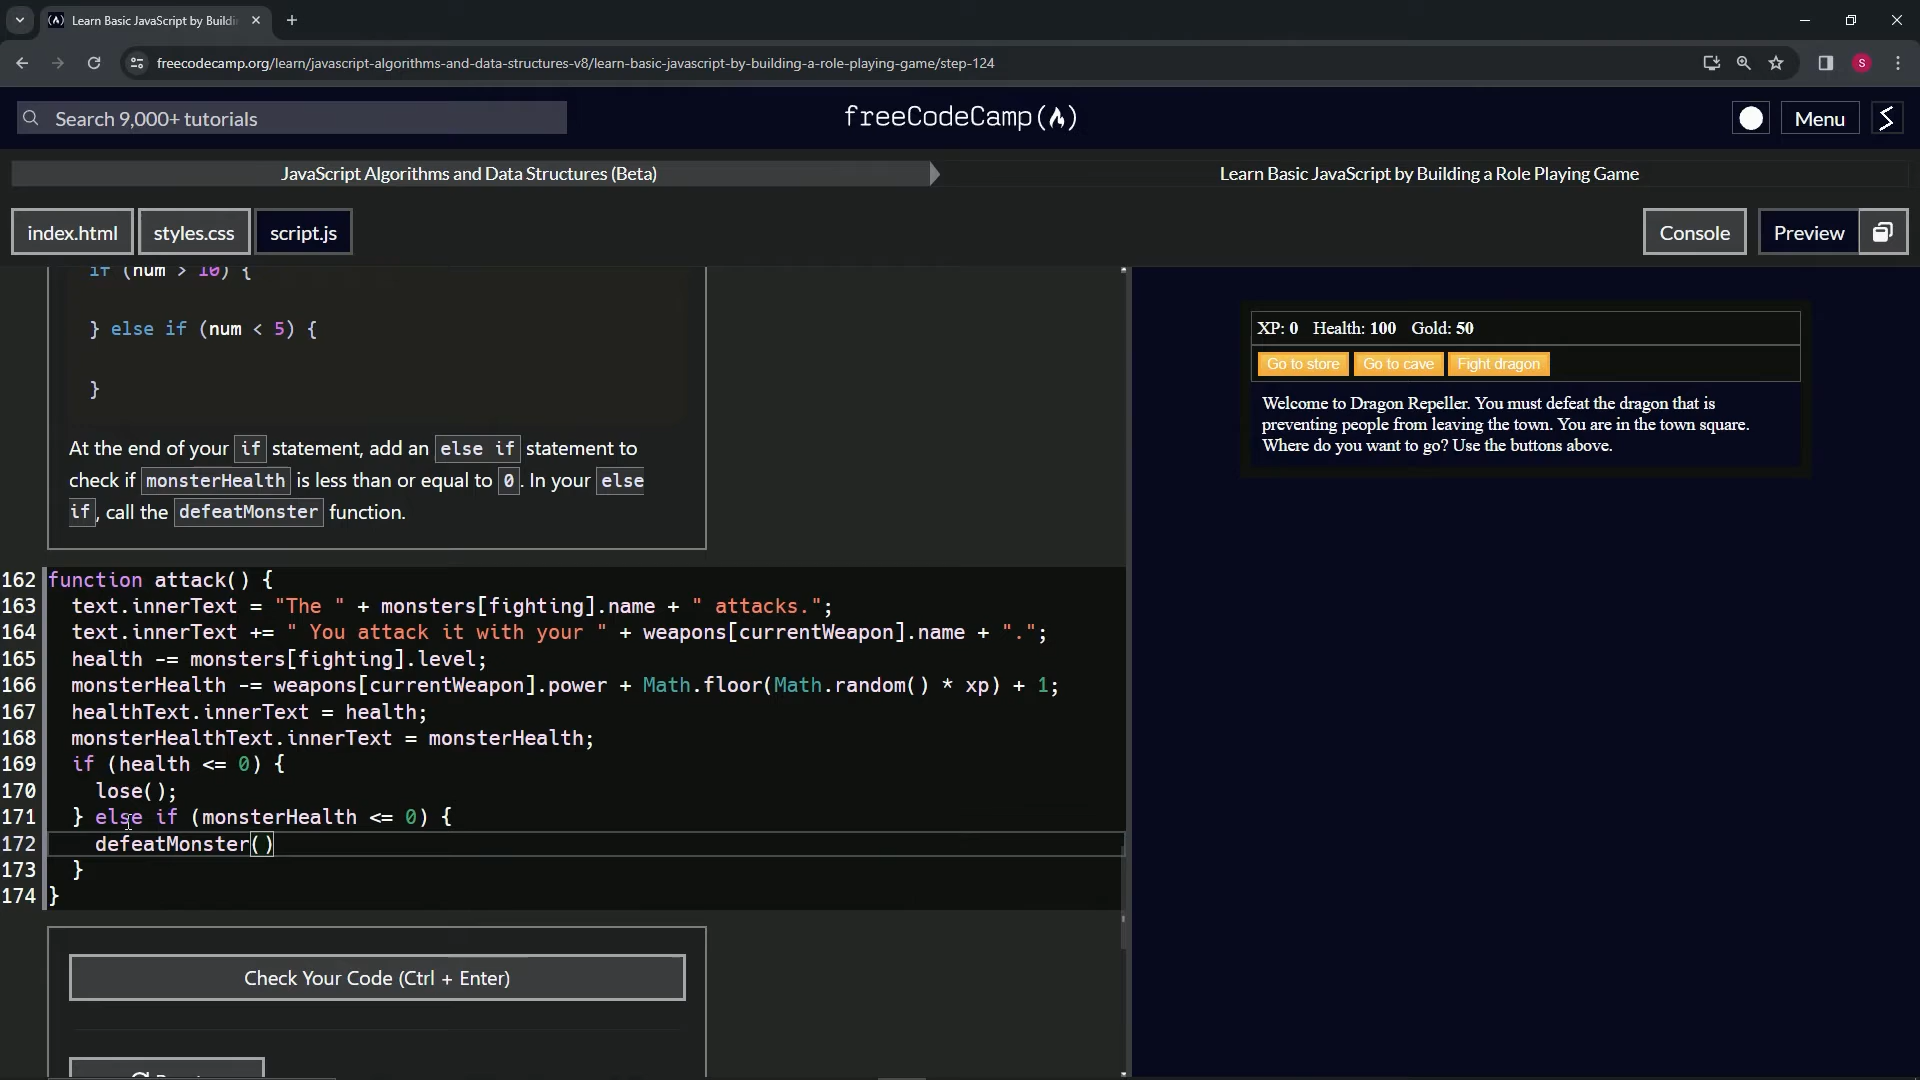 Learn Basic JavaScript by Buildi
freecodecamp.org/learn/javascript-algorithms-and-data-structures-v8/learn-basic-javascript-by-building-a-role-playing-game/step-124
S
Search 9,000+ tutorials
freeCodeCamp(
)
Menu
JavaScript Algorithms and Data Structures (Beta)
Learn Basic JavaScript by Building a Role Playing Game
index.html
styles.css
script.js
Console
Preview
if (num > 10) {
} else if (num < 5) {
}
At the end of your if statement, add an else if statement to
check if monsterHealth is less than or equal to 0. In your else
if, call the defeatMonster function.
162 function attack() {
163 text.innerText = "The " + monsters[fighting].name + " attacks.";
164 text.innerText += " You attack it with your " + weapons[currentWeapon].name + ".";
165 health -= monsters[fighting].level;
166 monsterHealth -= weapons[currentWeapon].power + Math.floor(Math.random() * xp) + 1;
167 healthText.innerText = health;
168 monsterHealthText.innerText = monsterHealth;
169 if (health <= 0) {
170 lose();
171 } else if (monsterHealth <= 0) {
172 defeatMonster()
173 }
174 }
Check Your Code (Ctrl + Enter)
XP: 0 Health: 100 Gold: 50
Go to store
Go to cave
Fight dragon
Welcome to Dragon Repeller. You must defeat the dragon that is
preventing people from leaving the town. You are in the town square.
Where do you want to go? Use the buttons above.